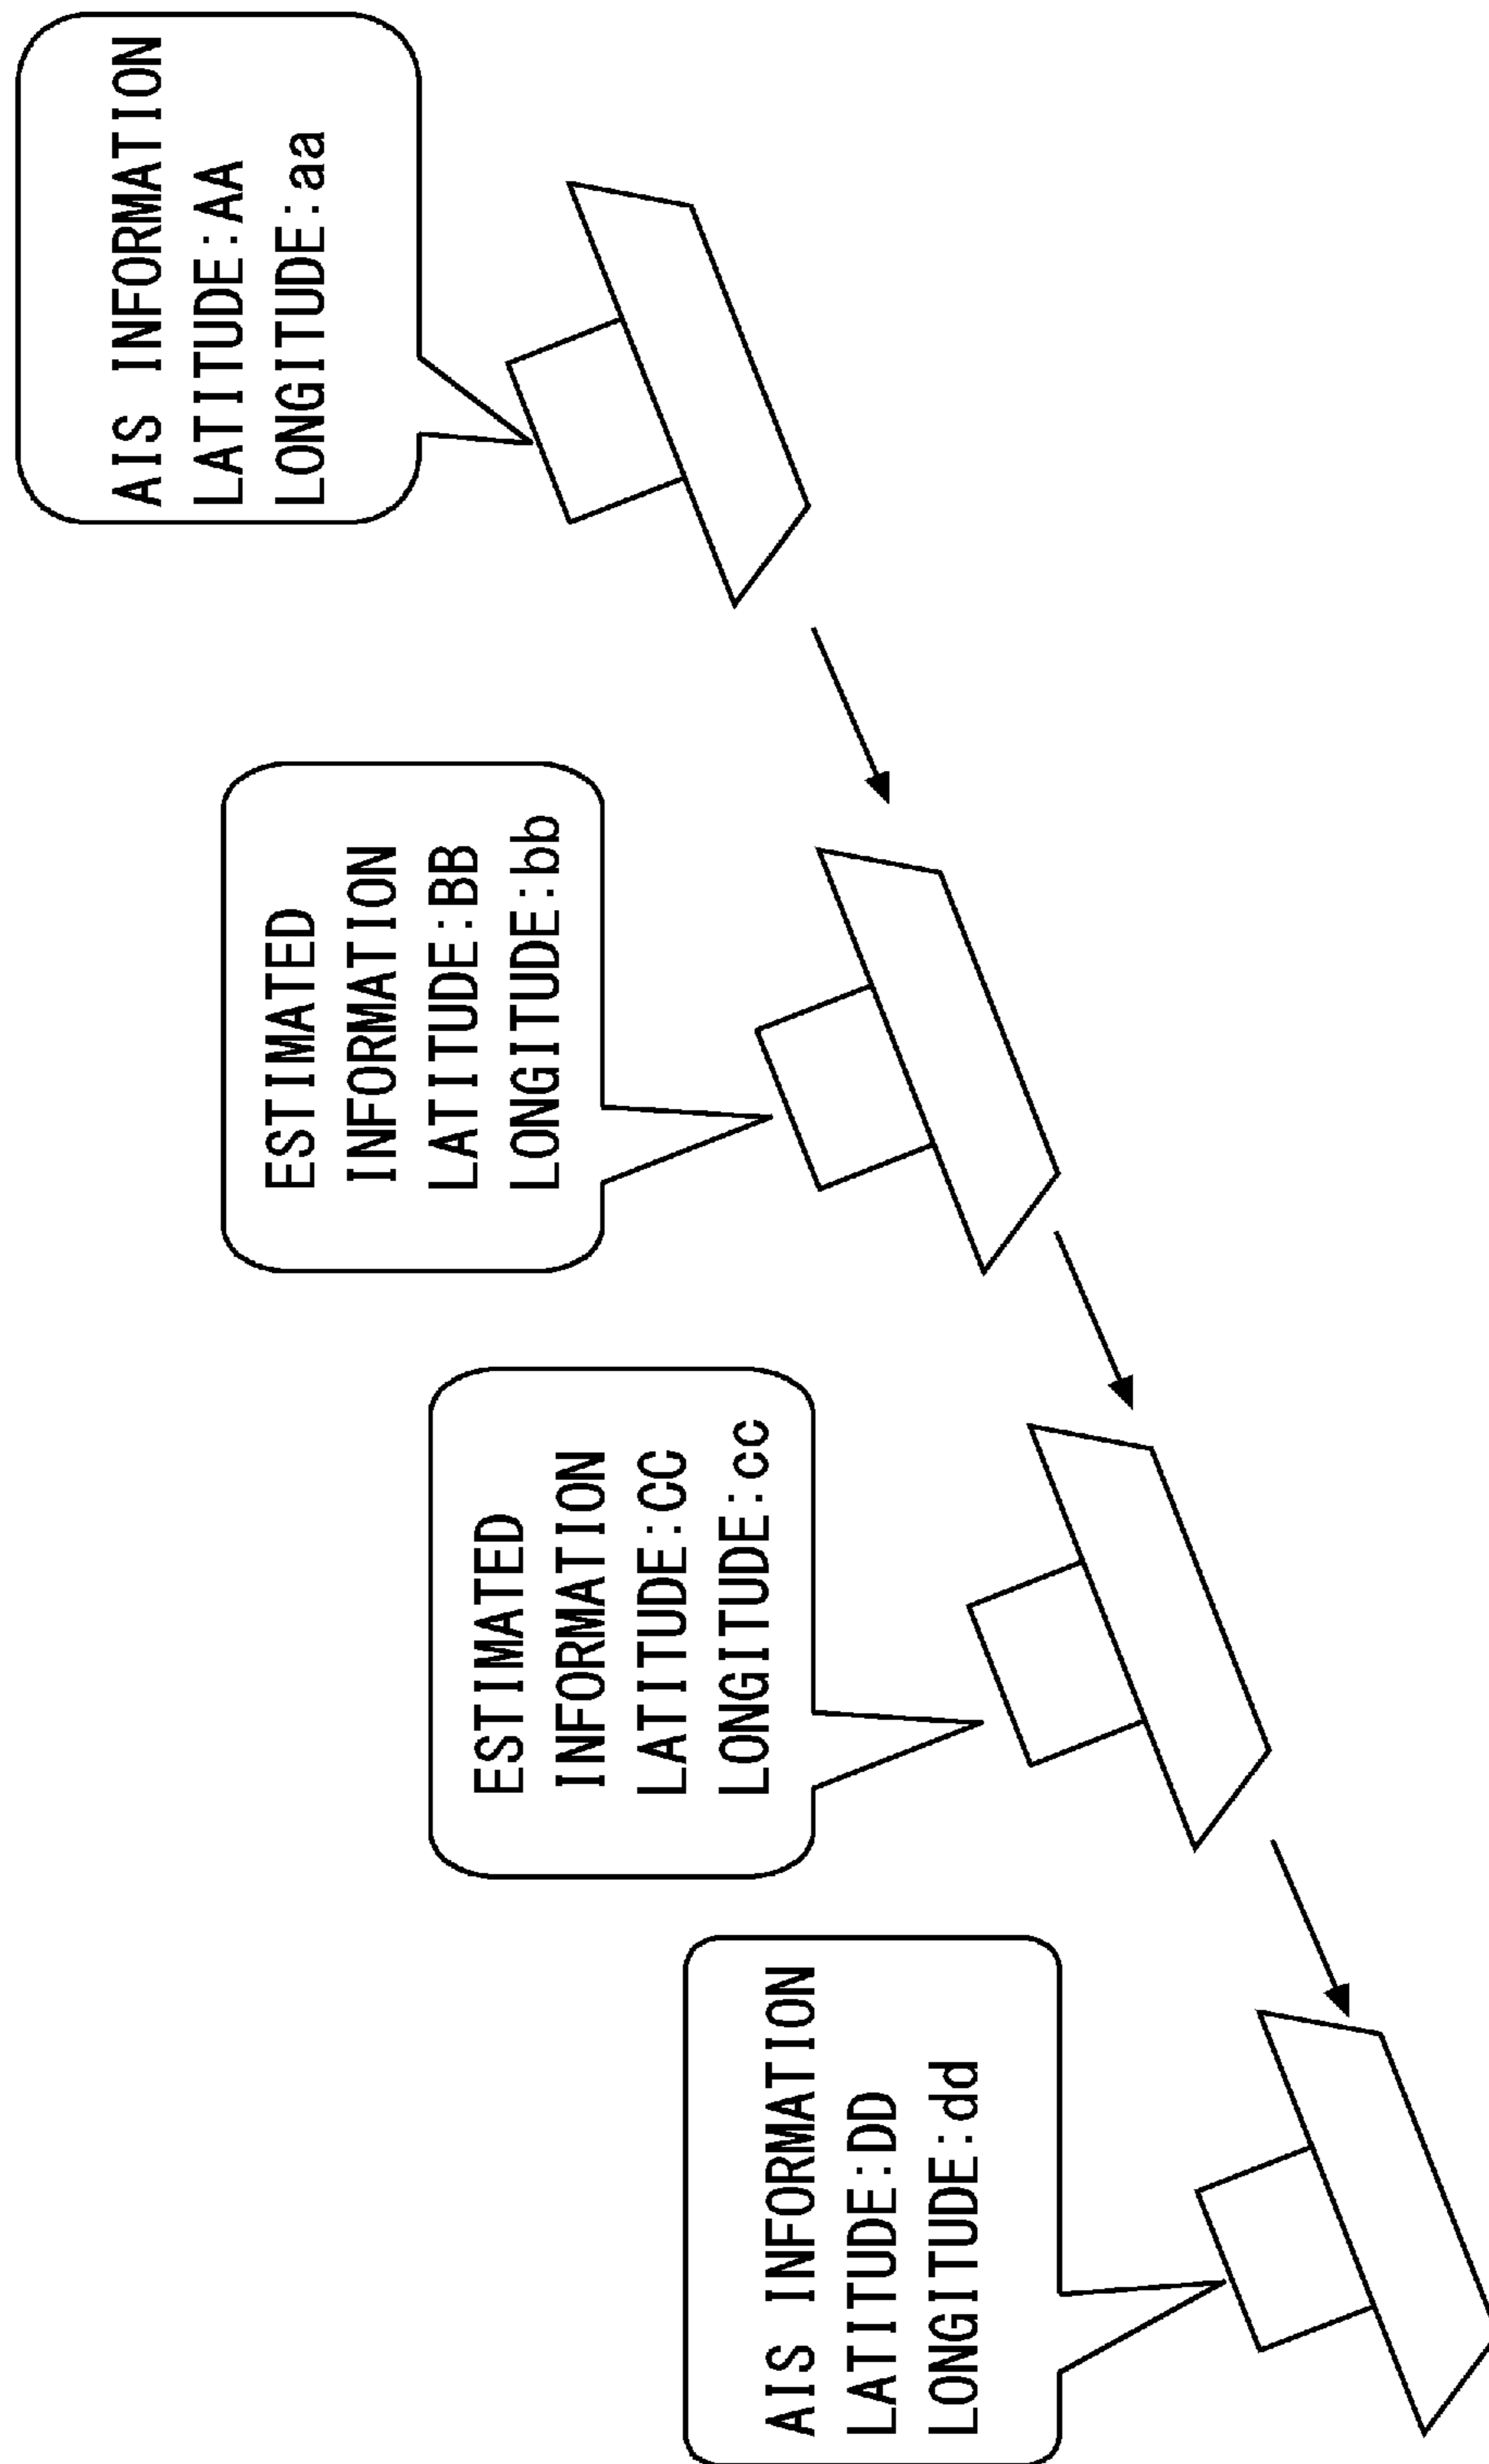 AIS INFORMATION
LATITUDE:AA
LONGITUDE:aa
ESTIMATED
INFORMATION
LATITUDE:BB
LONGITUDE:bb
ESTIMATED
INFORMATION
LATITUDE:CC
LONGITUDE:cc
AIS INFORMATION
LATITUDE:DD
LONGITUDE:dd